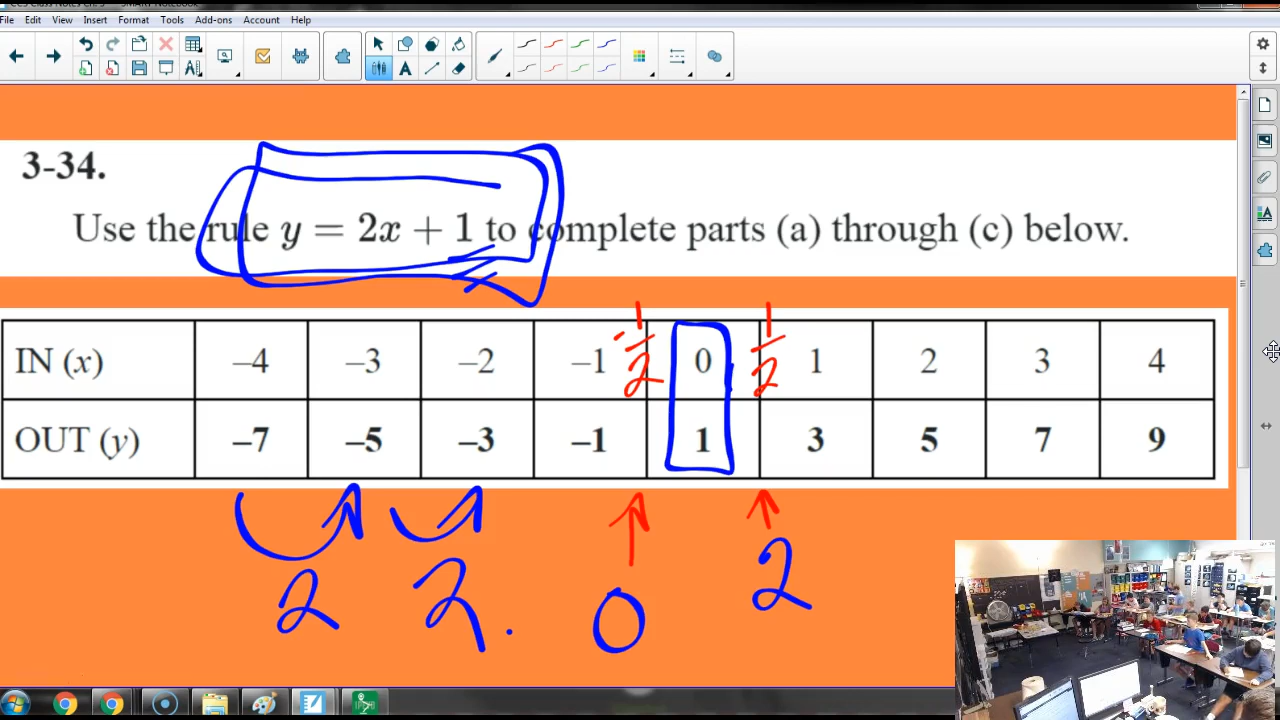 File Edit View Insert Format Tools Add-ons Account Help
3-34.
Use the rule y = 2x + 1 to complete parts (a) through (c) below.
IN (x) –4 –3 –2 –1 -1/2 0 1/2 1 2 3 4
OUT (y) –7 –5 –3 –1 1 3 5 7 9
2 2. 0 2